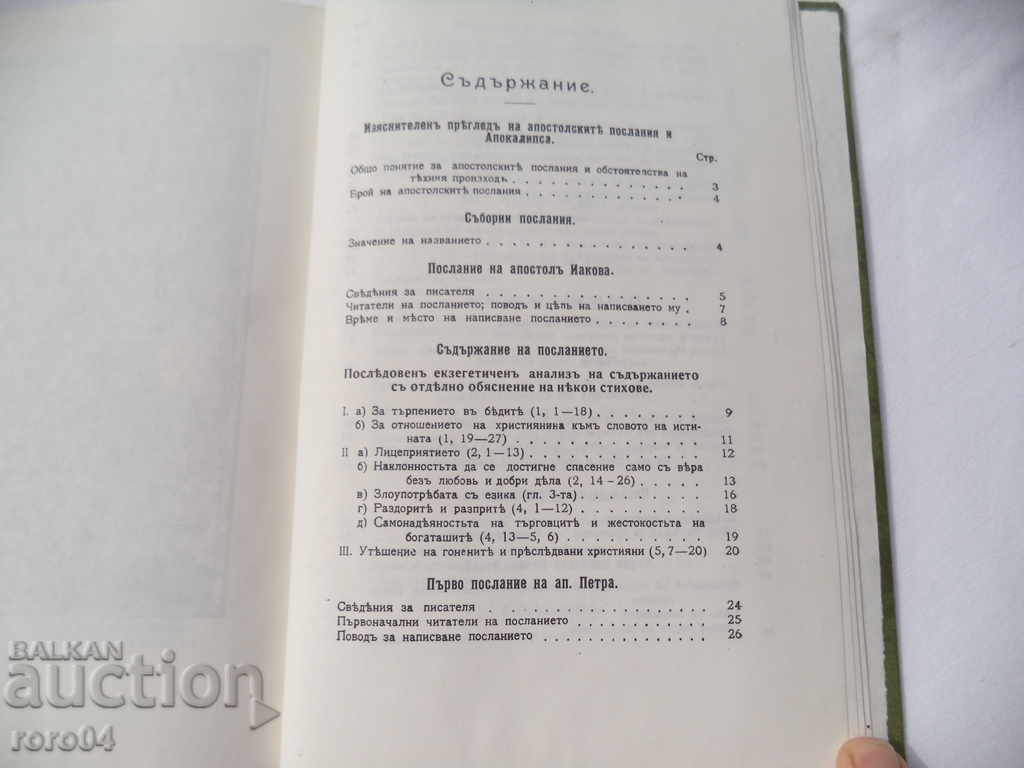 Съдържание.
Изяснителенъ прѣгледъ на апостолскитѣ послания и
Апокалипса.
Стр.
Общо понятие за апостолскитѣ послания и обстоятелства на
тѣхния произходъ . . . . . . . . . . . . . . 3
Брой на апостолскитѣ послания . . . . . . . . . . . . . 4
Съборни послания.
Значение на названието . . . . . . . . . . . . . . . . 4
Послание на апостолъ Иакова.
Свѣдѣния за писателя . . . . . . . . . . . . . . . . 5
Читатели на посланието; поводъ и цѣль на написването му . 7
Врѣме и мѣсто на написване посланието . . . . . . . . 8
Съдържание на посланието.
Послѣдовенъ екзегетиченъ анализъ на съдържанието
съ отдѣлно обяснение на нѣкои стихове.
I. а) За търпението въ бѣдитѣ (1, 1—18) . . . . . . . . 9
б) За отношението на християнина къмъ словото на исти-
ната (1, 19—27) . . . . . . . . . . . . . . 11
II а) Лицеприятието (2, 1—13) . . . . . . . . . . . . . 12
б) Наклонностьта да се достигне спасение само съ вѣра
безъ любовь и добри дѣла (2, 14-26) . . . . . 13
в) Злоупотрѣбата съ езика (гл. 3-та) . . . . . . . . . 16
г) Раздоритѣ и разпритѣ (4, 1—12) . . . . . . . . . . 18
д) Самонадѣяностьта на търговцитѣ и жестокостьта на
богаташитѣ (4, 13—5, 6) . . . . . . . . . . 19
III. Утѣшение на гоненитѣ и прѣслѣдвани християни (5, 7—20) 20
Първо послание на ап. Петра.
Свѣдѣния за писателя . . . . . . . . . . . . . . . . . 24
Първоначални читатели на посланието . . . . . . . . . . 25
Поводъ за написване посланието . . . . . . . . . . . . 26
BALKAN
auction
roro04